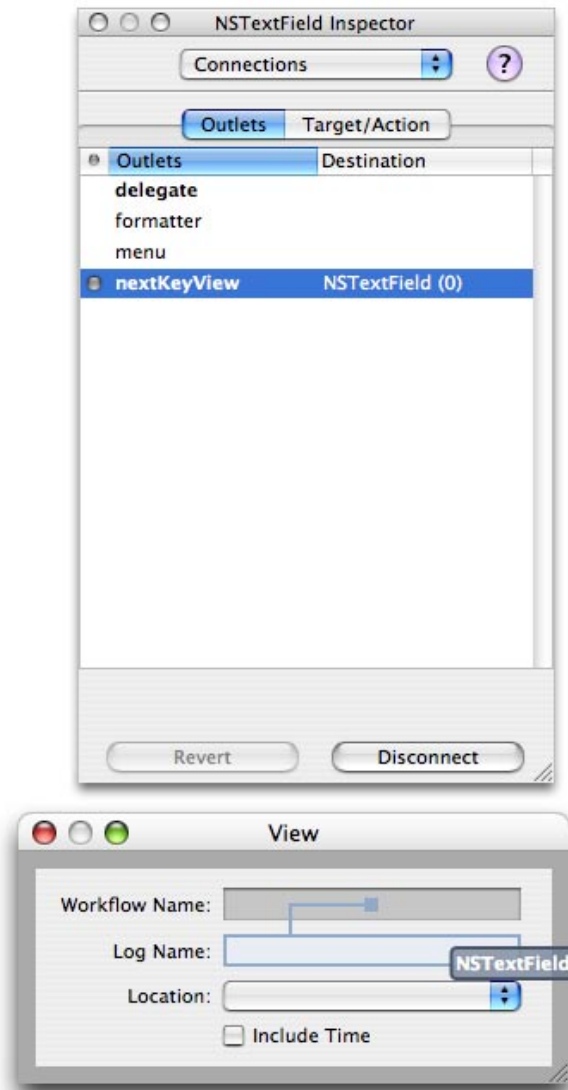 NSTextField Inspector
Connections
?
Outlets Target/Action
Outlets Destination
delegate
formatter
menu
nextKeyView NSTextField (0)
Revert Disconnect
View
Workflow Name:
Log Name:
NSTextField
Location:
Include Time